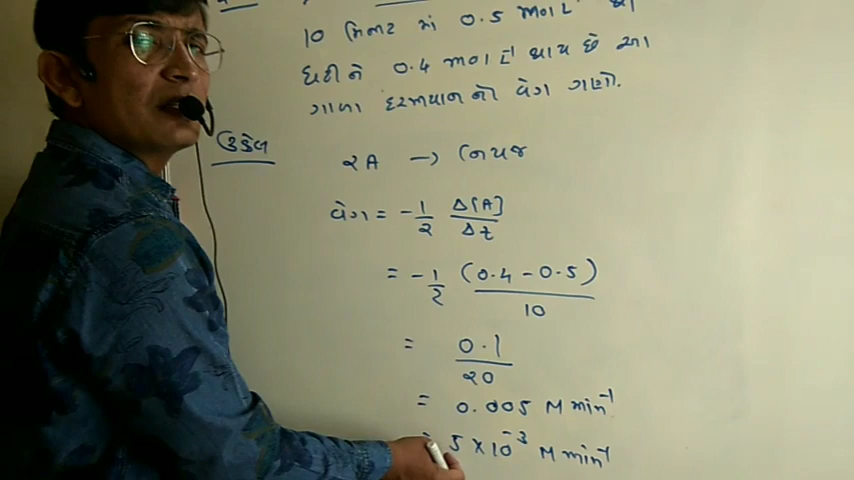 10 મિનિટ માં 0.5 mol L⁻¹ થી
ઘટીને 0.4 mol L⁻¹ થાય છે આ
ગાળા દરમ્યાનનો વેગ ગણો.
ઉકેલ
2A → નિપજ
વેગ = -1/2 Δ[A]/Δt
= -1/2 (0.4 - 0.5)/10
= 0.1/20
= 0.005 M min⁻¹
= 5 × 10⁻³ M min⁻¹